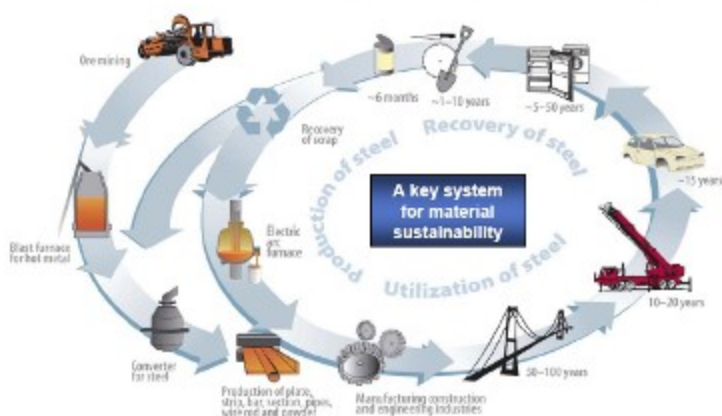 Ore mining
Blast furnace
for hot metal
Converter
for steel
Recovery
of scrap
Electric
arc
furnace
Production of plate,
strip, bar, section, pipes,
wire rod and powder
Manufacturing construction
and engineering industries
50-100 years
10-20 years
~15 years
~5-50 years
~1-10 years
~6 months
Production of steel
Recovery of steel
Utilization of steel
A key system
for material
sustainability